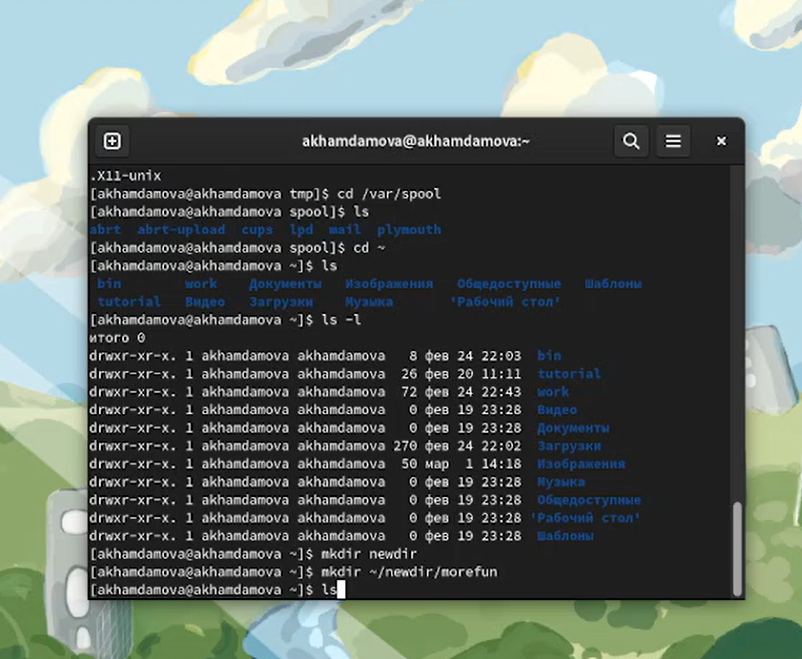 akhamdamova@akhamdamova:~
.X11-unix
[akhamdamova@akhamdamova tmp]$ cd /var/spool
[akhamdamova@akhamdamova spool]$ ls
abrt  abrt-upload  cups  lpd  mail  plymouth
[akhamdamova@akhamdamova spool]$ cd ~
[akhamdamova@akhamdamova ~]$ ls
bin  work  Документы  Изображения  Общедоступные  Шаблоны
tutorial  Видео  Загрузки  Музыка  'Рабочий стол'
[akhamdamova@akhamdamova ~]$ ls -l
итого 0
drwxr-xr-x. 1 akhamdamova akhamdamova   8 фев 24 22:03  bin
drwxr-xr-x. 1 akhamdamova akhamdamova  26 фев 20 11:11  tutorial
drwxr-xr-x. 1 akhamdamova akhamdamova  72 фев 24 22:43  work
drwxr-xr-x. 1 akhamdamova akhamdamova   0 фев 19 23:28  Видео
drwxr-xr-x. 1 akhamdamova akhamdamova   0 фев 19 23:28  Документы
drwxr-xr-x. 1 akhamdamova akhamdamova 270 фев 24 22:02  Загрузки
drwxr-xr-x. 1 akhamdamova akhamdamova  50 мар  1 14:18  Изображения
drwxr-xr-x. 1 akhamdamova akhamdamova   0 фев 19 23:28  Музыка
drwxr-xr-x. 1 akhamdamova akhamdamova   0 фев 19 23:28  Общедоступные
drwxr-xr-x. 1 akhamdamova akhamdamova   0 фев 19 23:28 'Рабочий стол'
drwxr-xr-x. 1 akhamdamova akhamdamova   0 фев 19 23:28  Шаблоны
[akhamdamova@akhamdamova ~]$ mkdir newdir
[akhamdamova@akhamdamova ~]$ mkdir ~/newdir/morefun
[akhamdamova@akhamdamova ~]$ ls